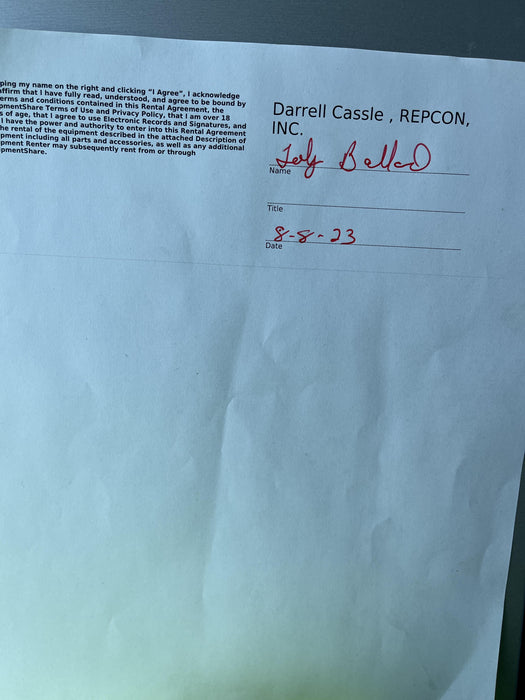 ping my name on the right and clicking “I Agree”, I acknowledge
affirm that I have fully read, understood, and agree to be bound by
erms and conditions contained in this Rental Agreement, the
pmentShare Terms of Use and Privacy Policy, that I am over 18
s of age, that I agree to use Electronic Records and Signatures, and
I have the power and authority to enter into this Rental Agreement
he rental of the equipment described in the attached Description of
pment including all parts and accessories, as well as any additional
pment Renter may subsequently rent from or through
pmentShare.
Darrell Cassle , REPCON,
INC.
Ballard
Name
Title
8-8-23
Date